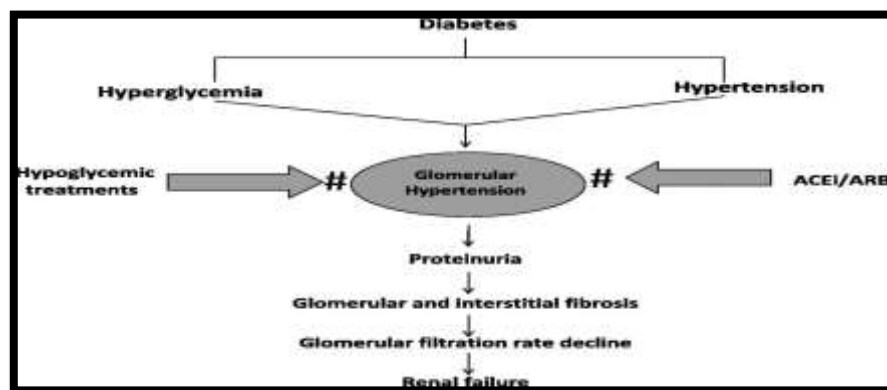 Diabetes
Hyperglycemia
Hypertension
Hypoglycemic
treatments
#
Glomerular
Hypertension
#
ACEi/ARB
Proteinuria
Glomerular and interstitial fibrosis
Glomerular filtration rate decline
Renal failure